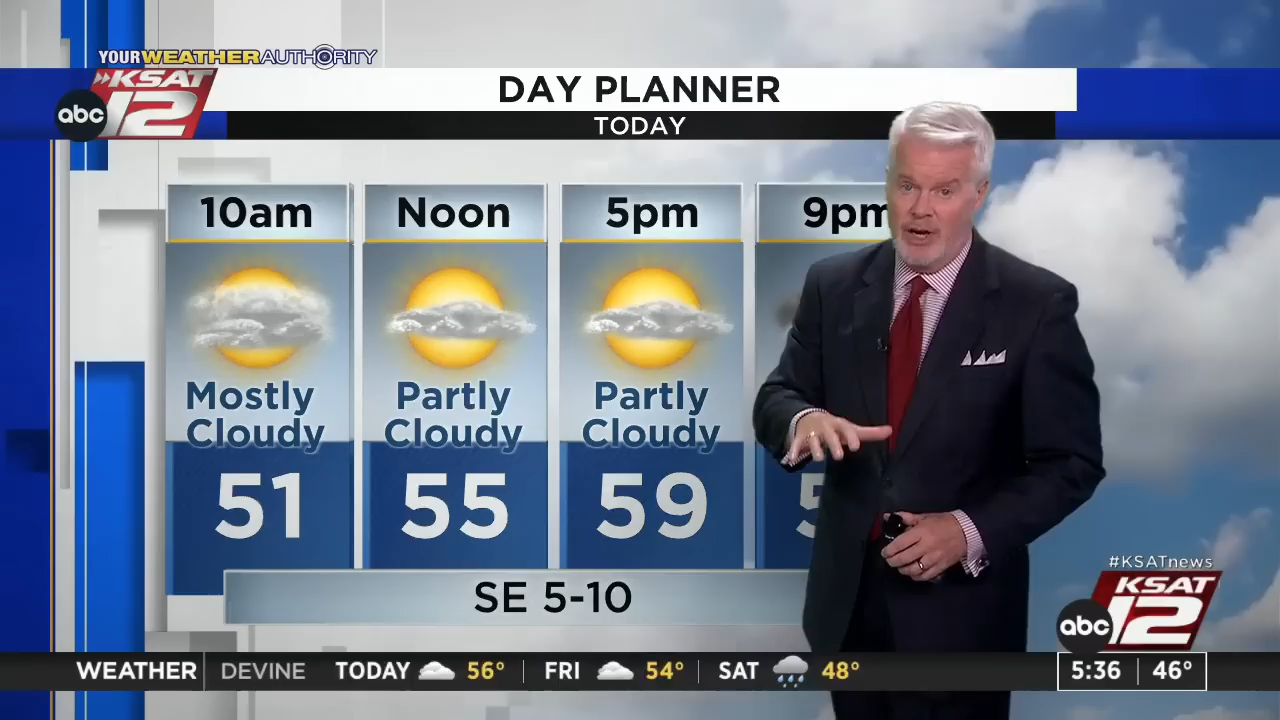 YOUR WEATHER AUTHORITY
KSAT
abc 12
DAY PLANNER
TODAY
10am Noon 5pm 9pm
Mostly Cloudy
Partly Cloudy
Partly Cloudy
51 55 59 5
SE 5-10
#KSATnews
KSAT
abc 12
WEATHER DEVINE TODAY 56° FRI 54° SAT 48° 5:36 46°